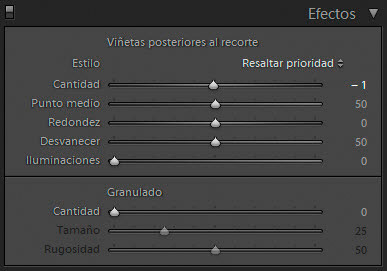 Efectos
Viñetas posteriores al recorte
Estilo Resaltar prioridad
Cantidad – 1
Punto medio 50
Redondez 0
Desvanecer 50
Iluminaciones 0
Granulado
Cantidad 0
Tamaño 25
Rugosidad 50